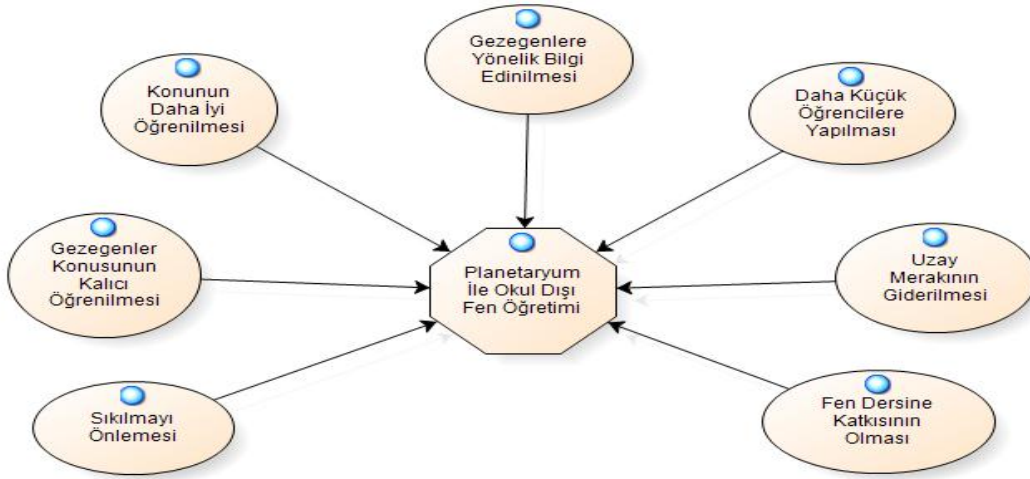 Gezegenlere
Yönelik Bilgi
Edinilmesi
Konunun
Daha İyi
Öğrenilmesi
Daha Küçük
Öğrencilere
Yapılması
Gezegenler
Konusunun
Kalıcı
Öğrenilmesi
Planetaryum
İle Okul Dışı
Fen Öğretimi
Uzay
Merakının
Giderilmesi
Sıkılmayı
Önlemesi
Fen Dersine
Katkısının
Olması